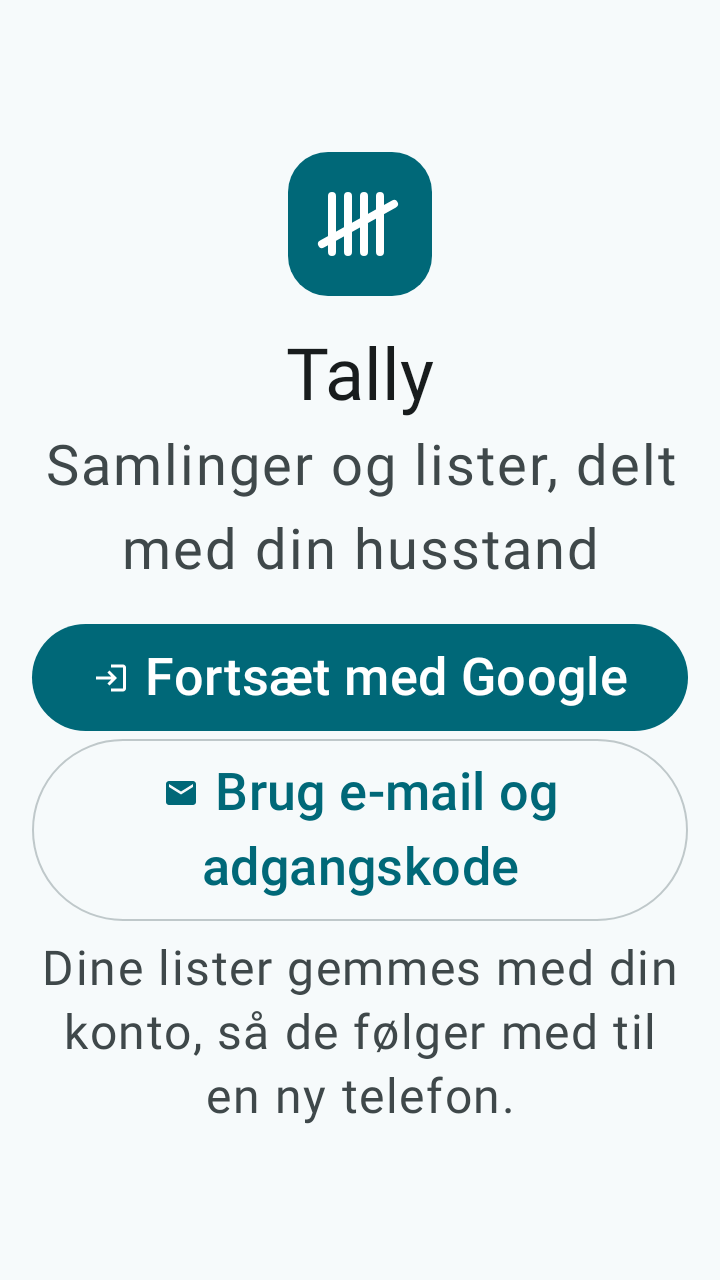 Tally
Samlinger og lister, delt
med din husstand
Fortsæt med Google
Brug e-mail og
adgangskode
Dine lister gemmes med din
konto, så de følger med til
en ny telefon.